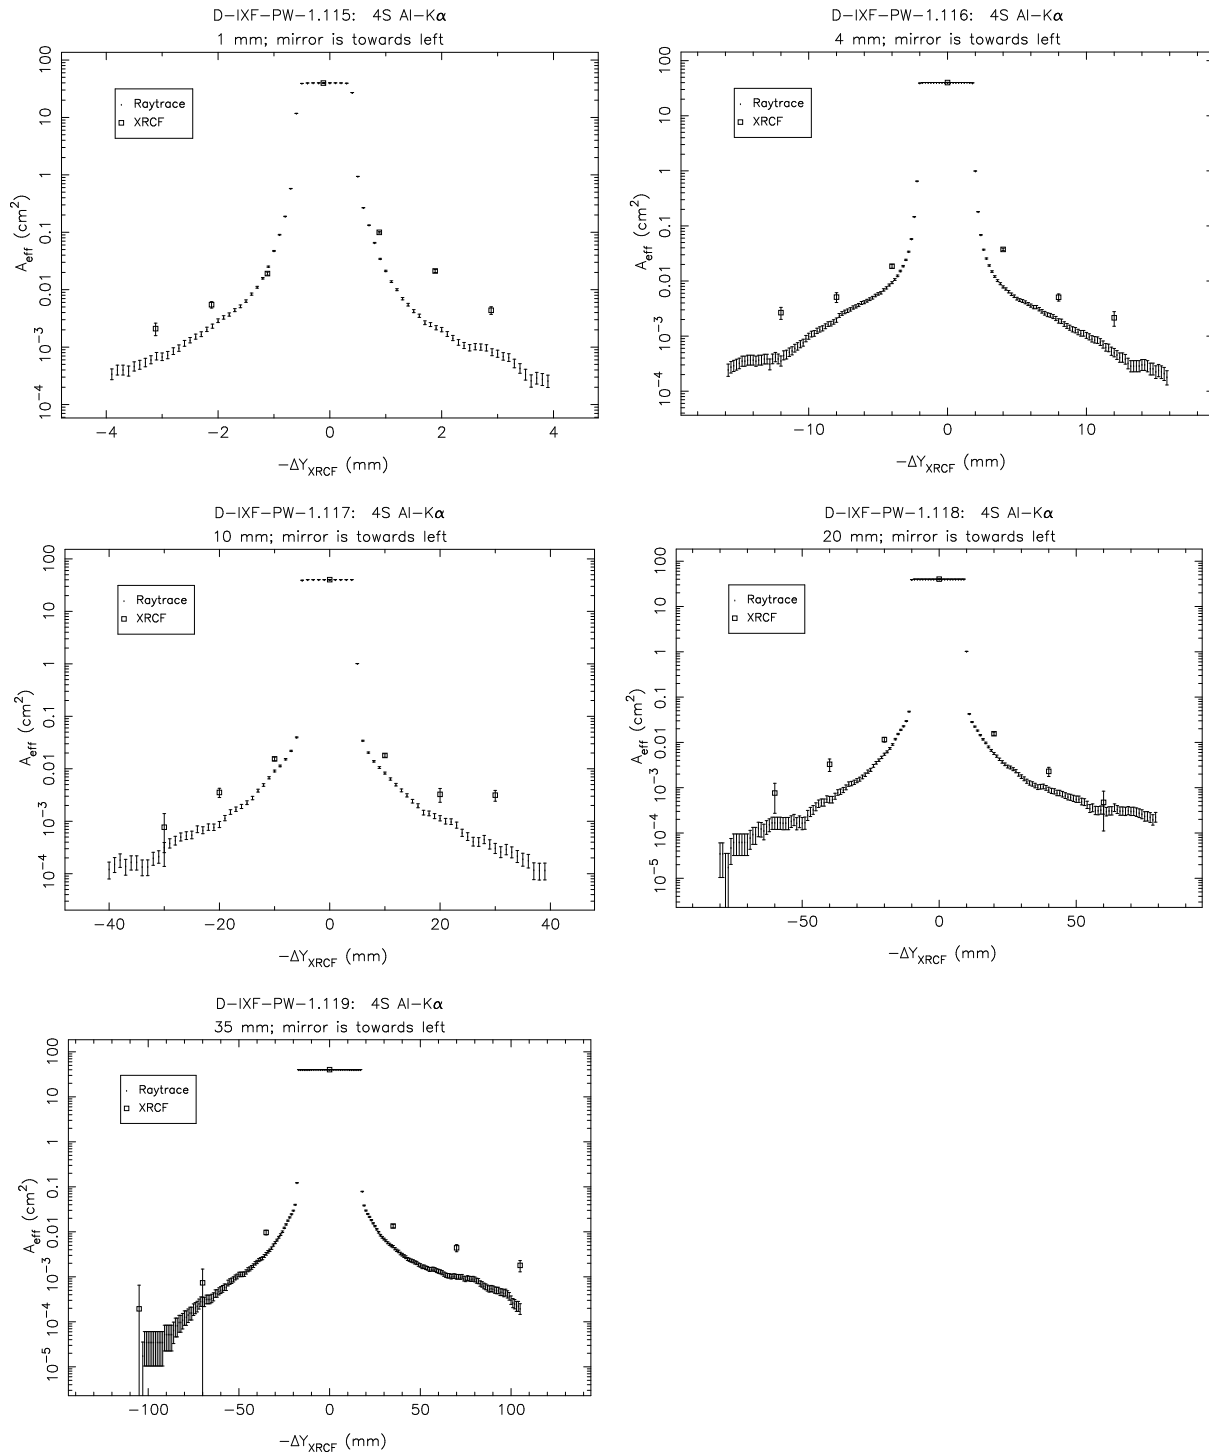 D-IXF-PW-1.115: 4S Al-Kα
1 mm; mirror is towards left
Raytrace
XRCF
A_eff (cm²)
100
10
1
0.1
0.01
10⁻³
10⁻⁴
−4
−2
0
2
4
−ΔY_XRCF (mm)
D-IXF-PW-1.116: 4S Al-Kα
4 mm; mirror is towards left
Raytrace
XRCF
A_eff (cm²)
100
10
1
0.1
0.01
10⁻³
10⁻⁴
−10
0
10
−ΔY_XRCF (mm)
D-IXF-PW-1.117: 4S Al-Kα
10 mm; mirror is towards left
Raytrace
XRCF
A_eff (cm²)
100
10
1
0.1
0.01
10⁻³
10⁻⁴
−40
−20
0
20
40
−ΔY_XRCF (mm)
D-IXF-PW-1.118: 4S Al-Kα
20 mm; mirror is towards left
Raytrace
XRCF
A_eff (cm²)
100
10
1
0.1
0.01
10⁻³
10⁻⁴
10⁻⁵
−50
0
50
−ΔY_XRCF (mm)
D-IXF-PW-1.119: 4S Al-Kα
35 mm; mirror is towards left
Raytrace
XRCF
A_eff (cm²)
100
10
1
0.1
0.01
10⁻³
10⁻⁴
10⁻⁵
−100
−50
0
50
100
−ΔY_XRCF (mm)